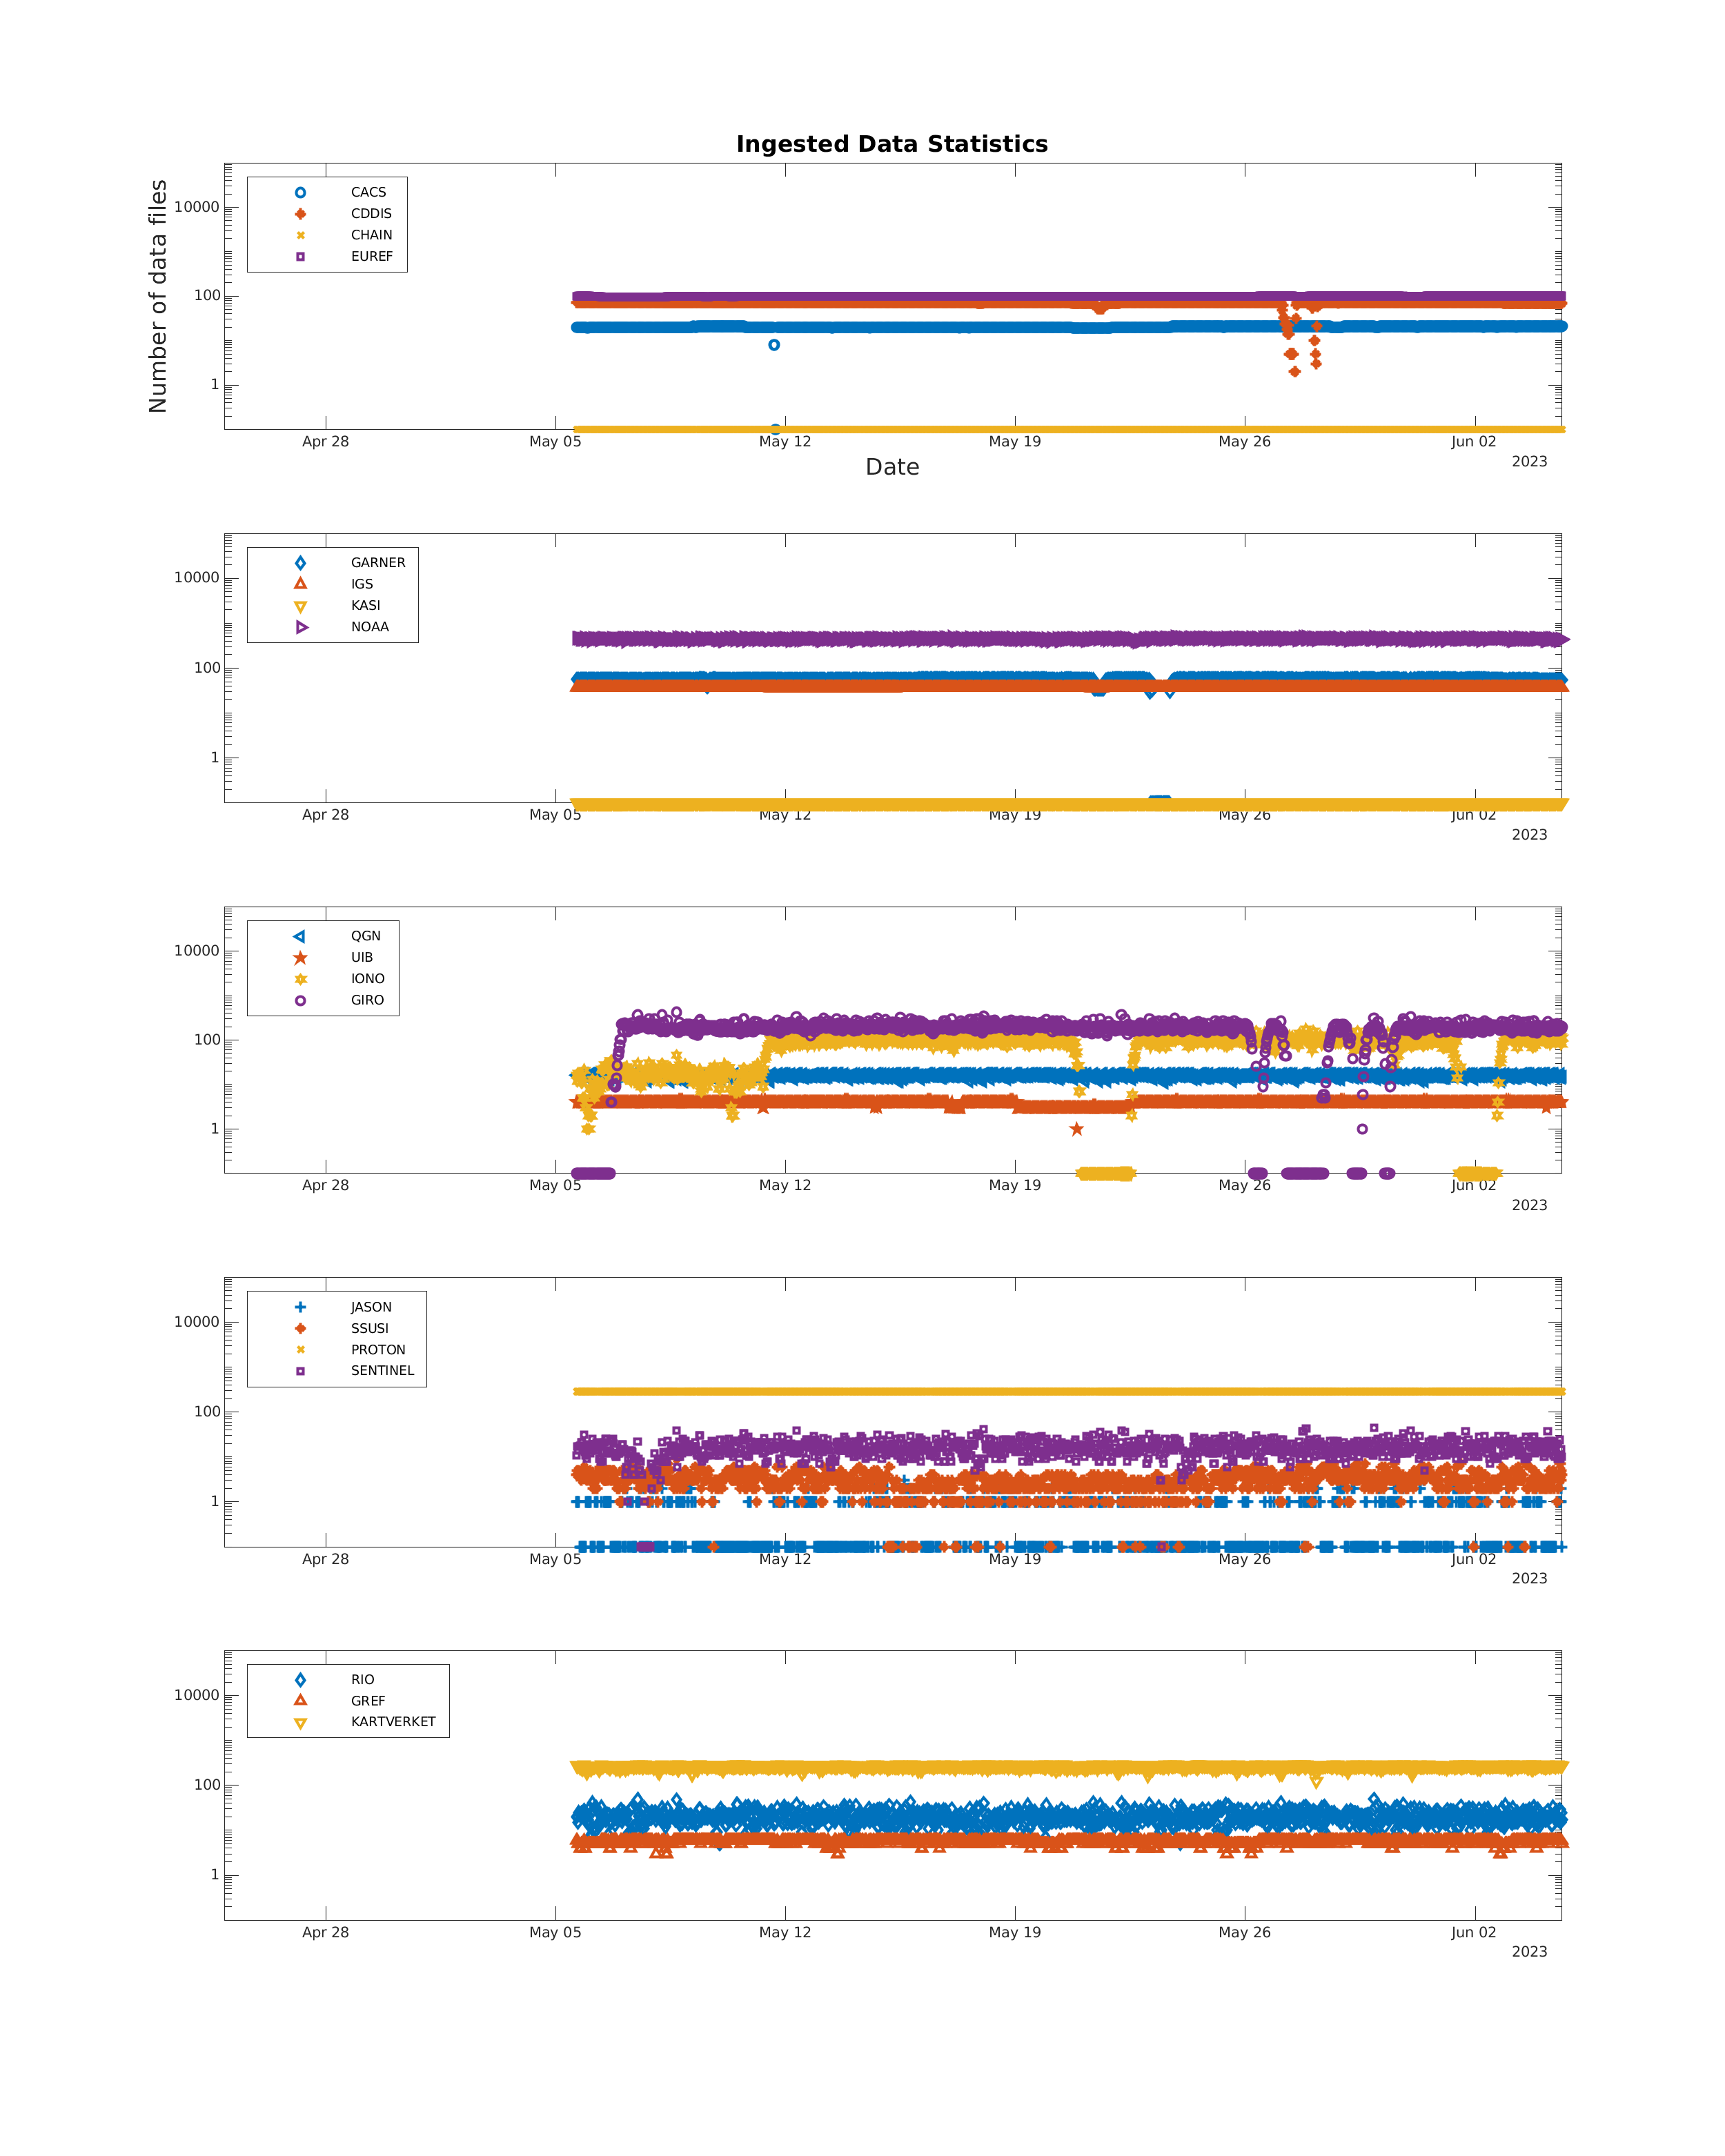 Ingested Data Statistics
Number of data files
10000
100
1
CACS
CDDIS
CHAIN
EUREF
Apr 28 May 05 May 12 May 19 May 26 Jun 02
2023
Date
10000
100
1
GARNER
IGS
KASI
NOAA
Apr 28 May 05 May 12 May 19 May 26 Jun 02
2023
10000
100
1
QGN
UIB
IONO
GIRO
Apr 28 May 05 May 12 May 19 May 26 Jun 02
2023
10000
100
1
JASON
SSUSI
PROTON
SENTINEL
Apr 28 May 05 May 12 May 19 May 26 Jun 02
2023
10000
100
1
RIO
GREF
KARTVERKET
Apr 28 May 05 May 12 May 19 May 26 Jun 02
2023